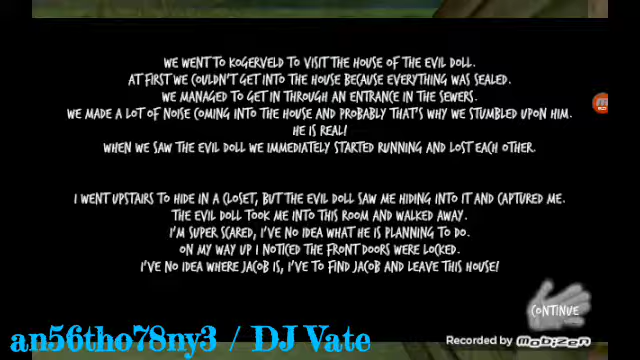 WE WENT TO KOGERVELD TO VISIT THE HOUSE OF THE EVIL DOLL.
AT FIRST WE COULDN'T GET INTO THE HOUSE BECAUSE EVERYTHING WAS SEALED.
WE MANAGED TO GET IN THROUGH AN ENTRANCE IN THE SEWERS.
WE MADE A LOT OF NOISE COMING INTO THE HOUSE AND PROBABLY THAT'S WHY WE STUMBLED UPON HIM.
HE IS REAL!
WHEN WE SAW THE EVIL DOLL WE IMMEDIATELY STARTED RUNNING AND LOST EACH OTHER.
I WENT UPSTAIRS TO HIDE IN A CLOSET, BUT THE EVIL DOLL SAW ME HIDING INTO IT AND CAPTURED ME.
THE EVIL DOLL TOOK ME INTO THIS ROOM AND WALKED AWAY.
I'M SUPER SCARED, I'VE NO IDEA WHAT HE IS PLANNING TO DO.
ON MY WAY UP I NOTICED THE FRONT DOORS WERE LOCKED.
I'VE NO IDEA WHERE JACOB IS, I'VE TO FIND JACOB AND LEAVE THIS HOUSE!
CONTINUE
an56tho78ny3 / DJ Vate
Recorded by Mobizen